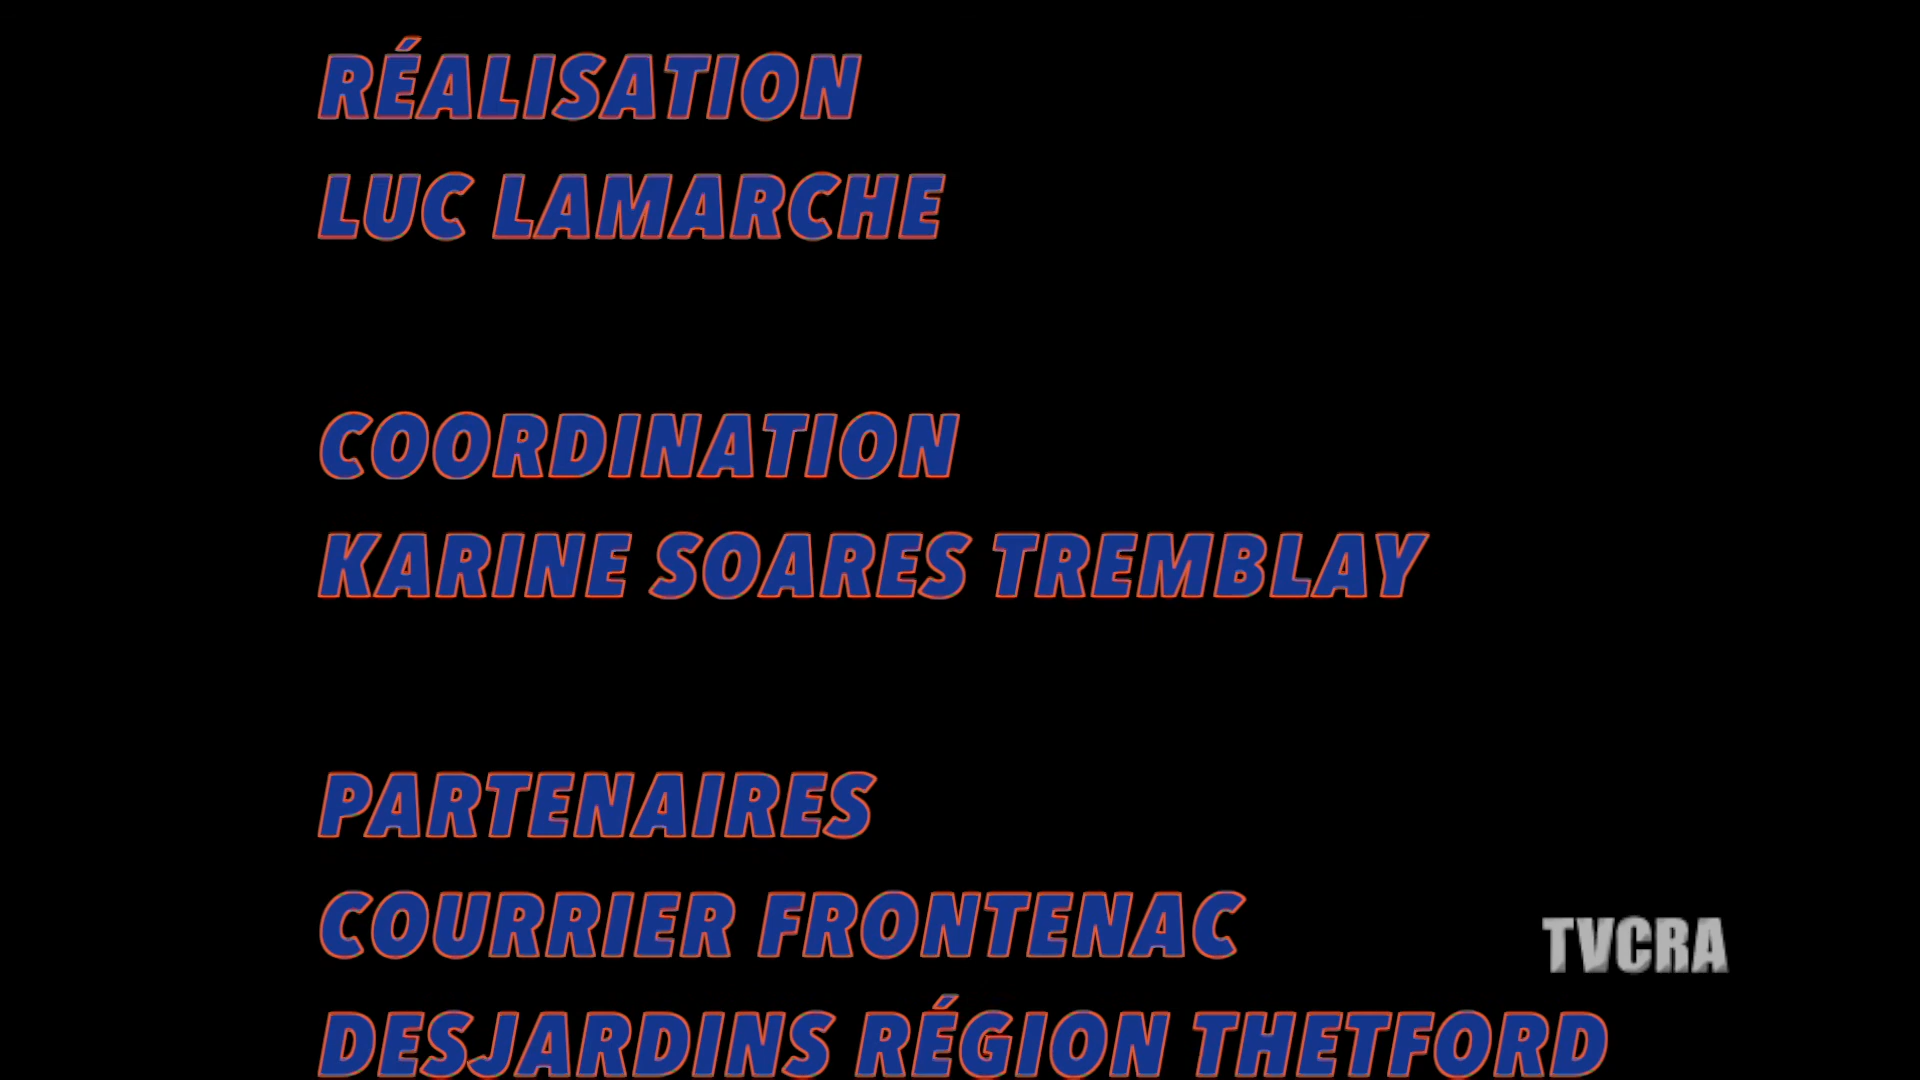 RÉALISATION
LUC LAMARCHE
COORDINATION
KARINE SOARES TREMBLAY
PARTENAIRES
COURRIER FRONTENAC
TVCRA
DESJARDINS RÉGION THETFORD